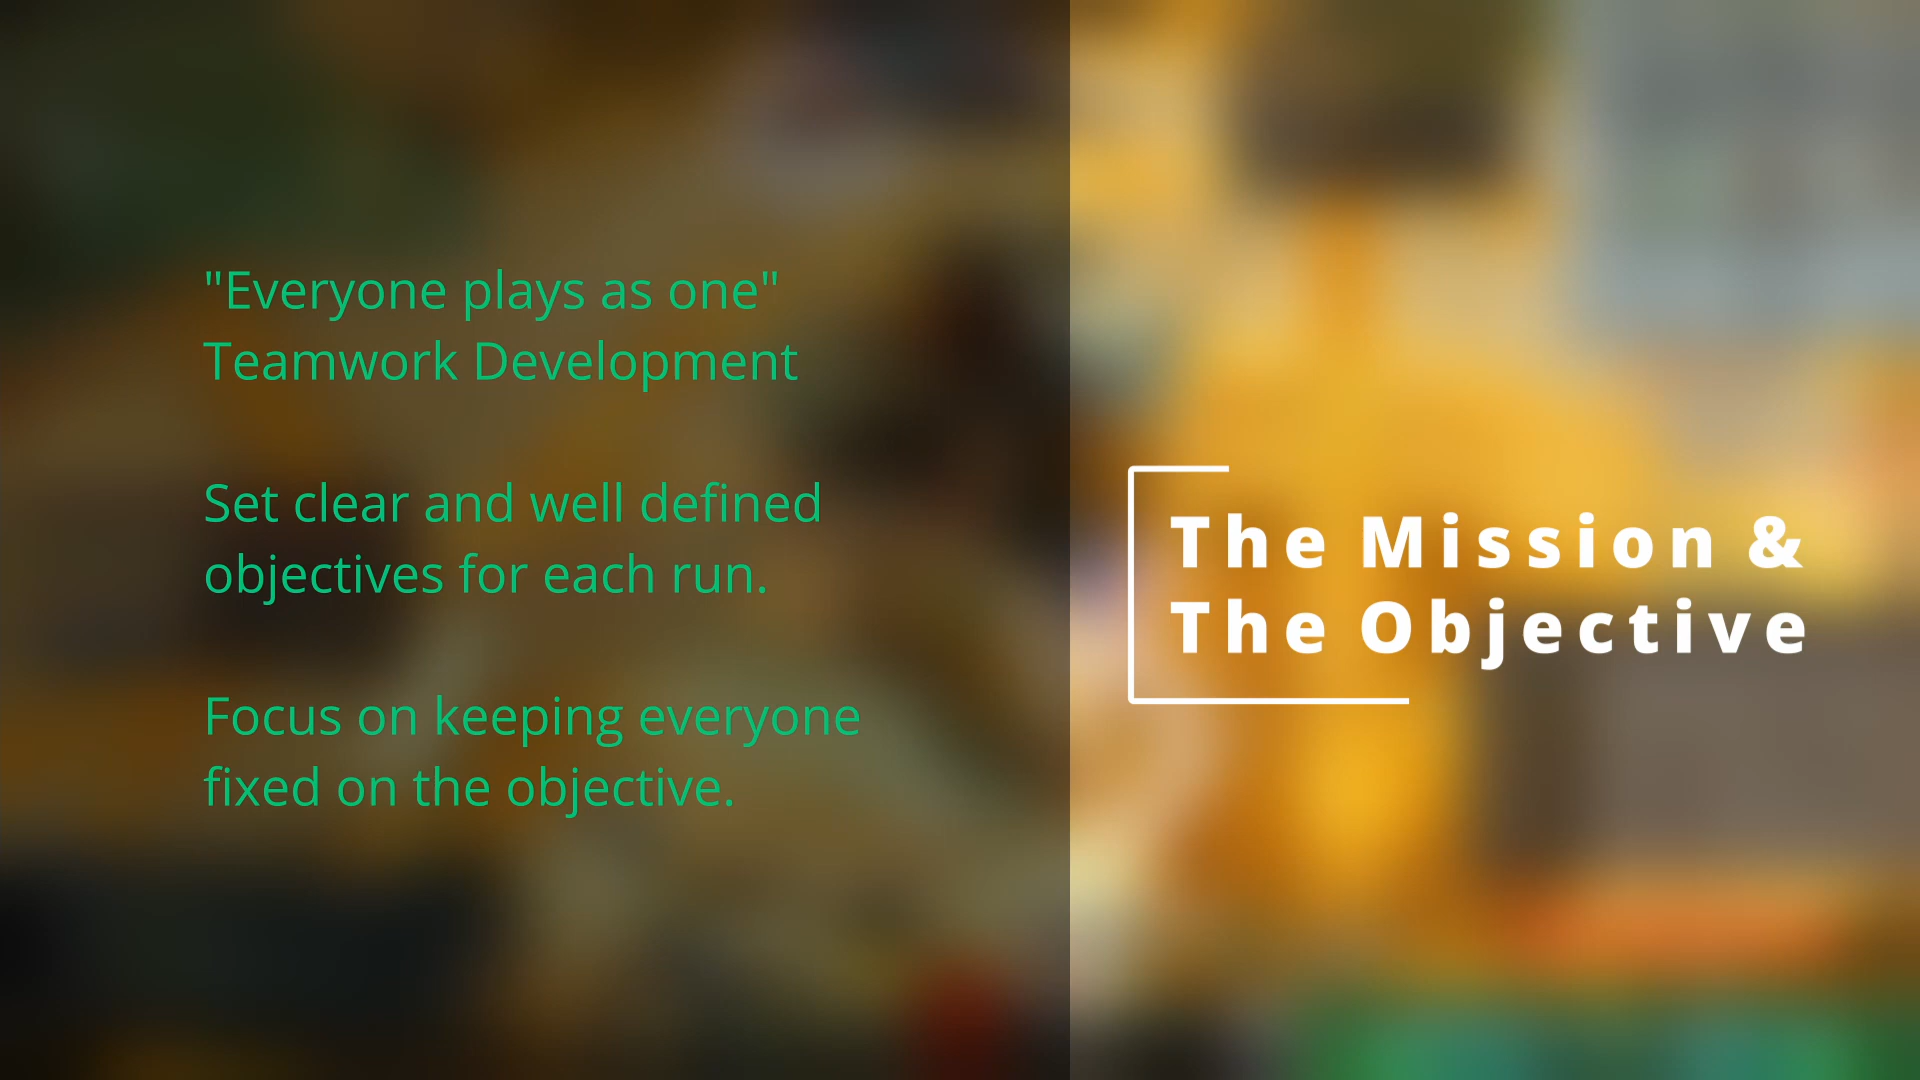 "Everyone plays as one"
Teamwork Development
Set clear and well defined
objectives for each run.
Focus on keeping everyone
fixed on the objective.
The Mission &
The Objective